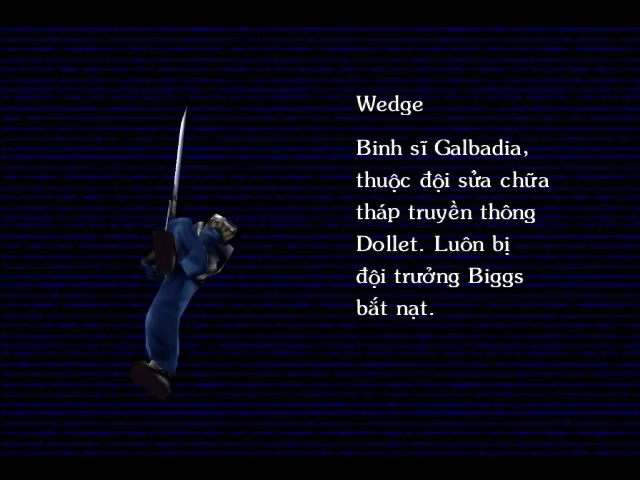 Wedge
Binh sĩ Galbadia,
thuộc đội sửa chữa
tháp truyền thông
Dollet. Luôn bị
đội trưởng Biggs
bắt nạt.